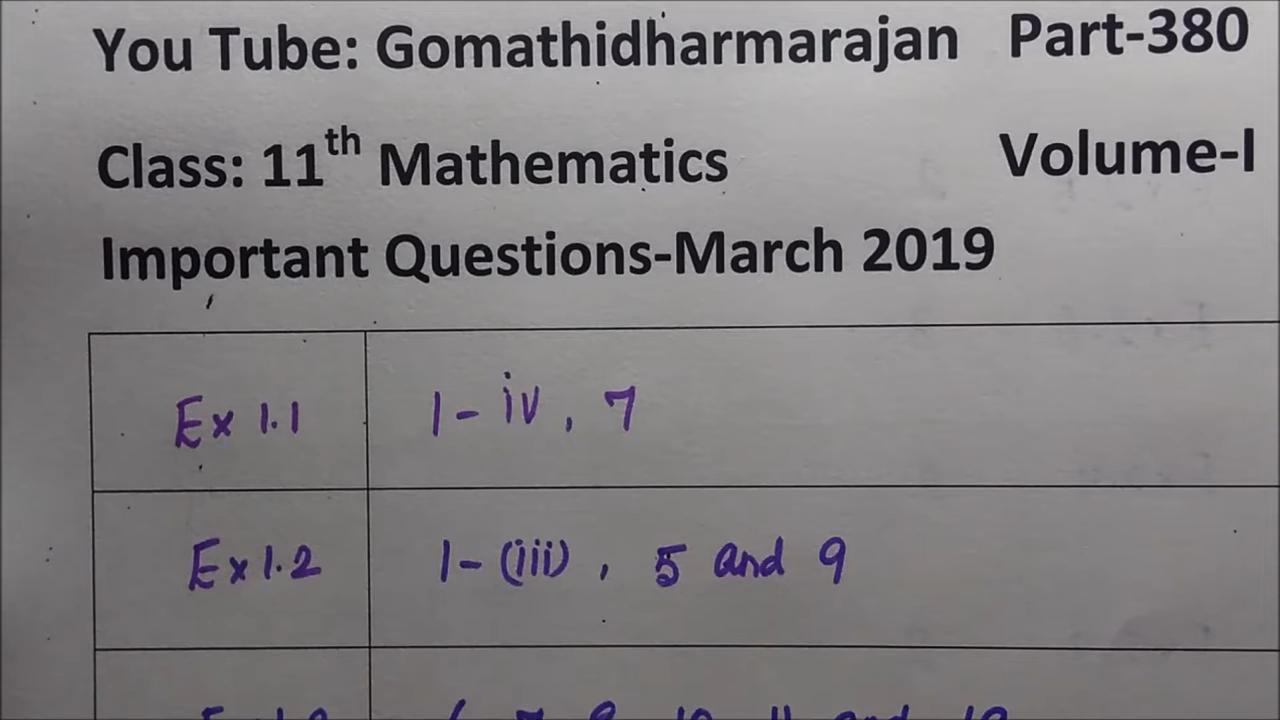 You Tube: Gomathidharmarajan Part-380
Class: 11th Mathematics Volume-I
Important Questions-March 2019
Ex 1.1 1 - iv, 7
Ex 1.2 1 - (iii), 5 and 9